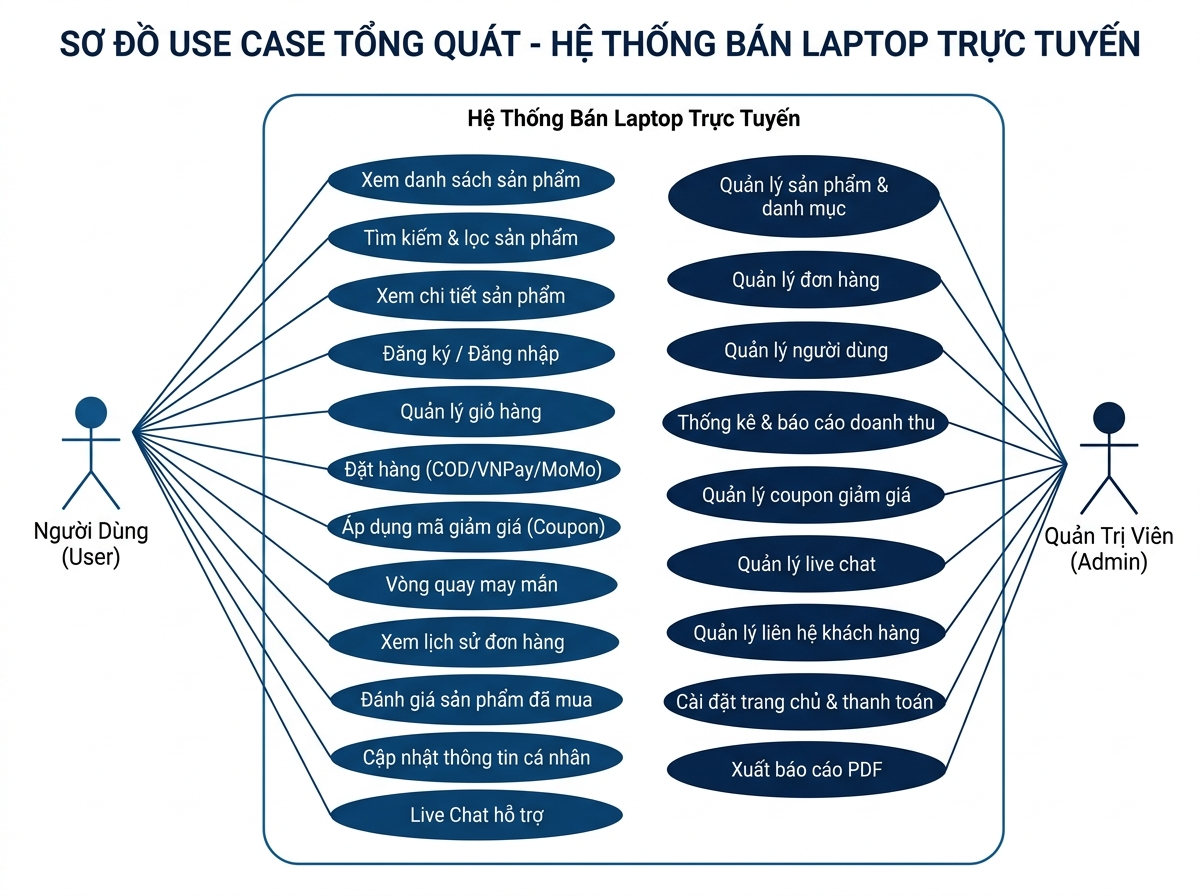 SƠ ĐỒ USE CASE TỔNG QUÁT - HỆ THỐNG BÁN LAPTOP TRỰC TUYẾN
Hệ Thống Bán Laptop Trực Tuyến
Xem danh sách sản phẩm
Tìm kiếm & lọc sản phẩm
Xem chi tiết sản phẩm
Đăng ký / Đăng nhập
Quản lý giỏ hàng
Đặt hàng (COD/VNPay/MoMo)
Áp dụng mã giảm giá (Coupon)
Vòng quay may mắn
Xem lịch sử đơn hàng
Đánh giá sản phẩm đã mua
Cập nhật thông tin cá nhân
Live Chat hỗ trợ
Người Dùng
(User)
Quản lý sản phẩm &
danh mục
Quản lý đơn hàng
Quản lý người dùng
Thống kê & báo cáo doanh thu
Quản lý coupon giảm giá
Quản lý live chat
Quản lý liên hệ khách hàng
Cài đặt trang chủ & thanh toán
Xuất báo cáo PDF
Quản Trị Viên
(Admin)